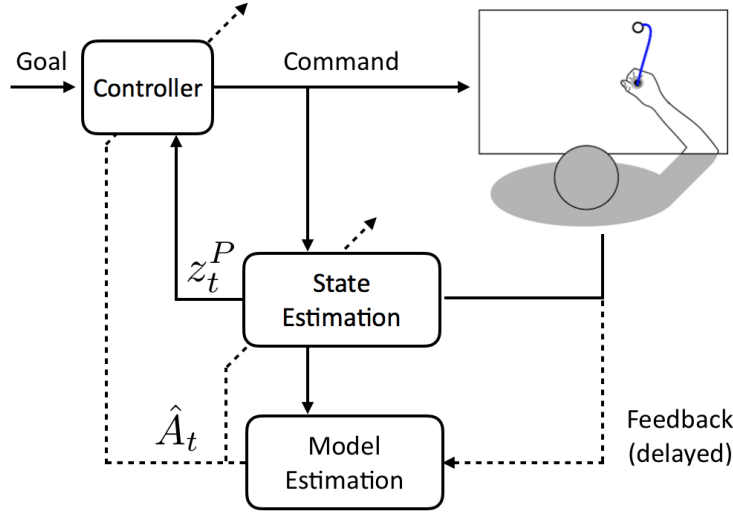 Goal
Controller
Command
z_t^P
State
Estimation
Â_t
Model
Estimation
Feedback
(delayed)